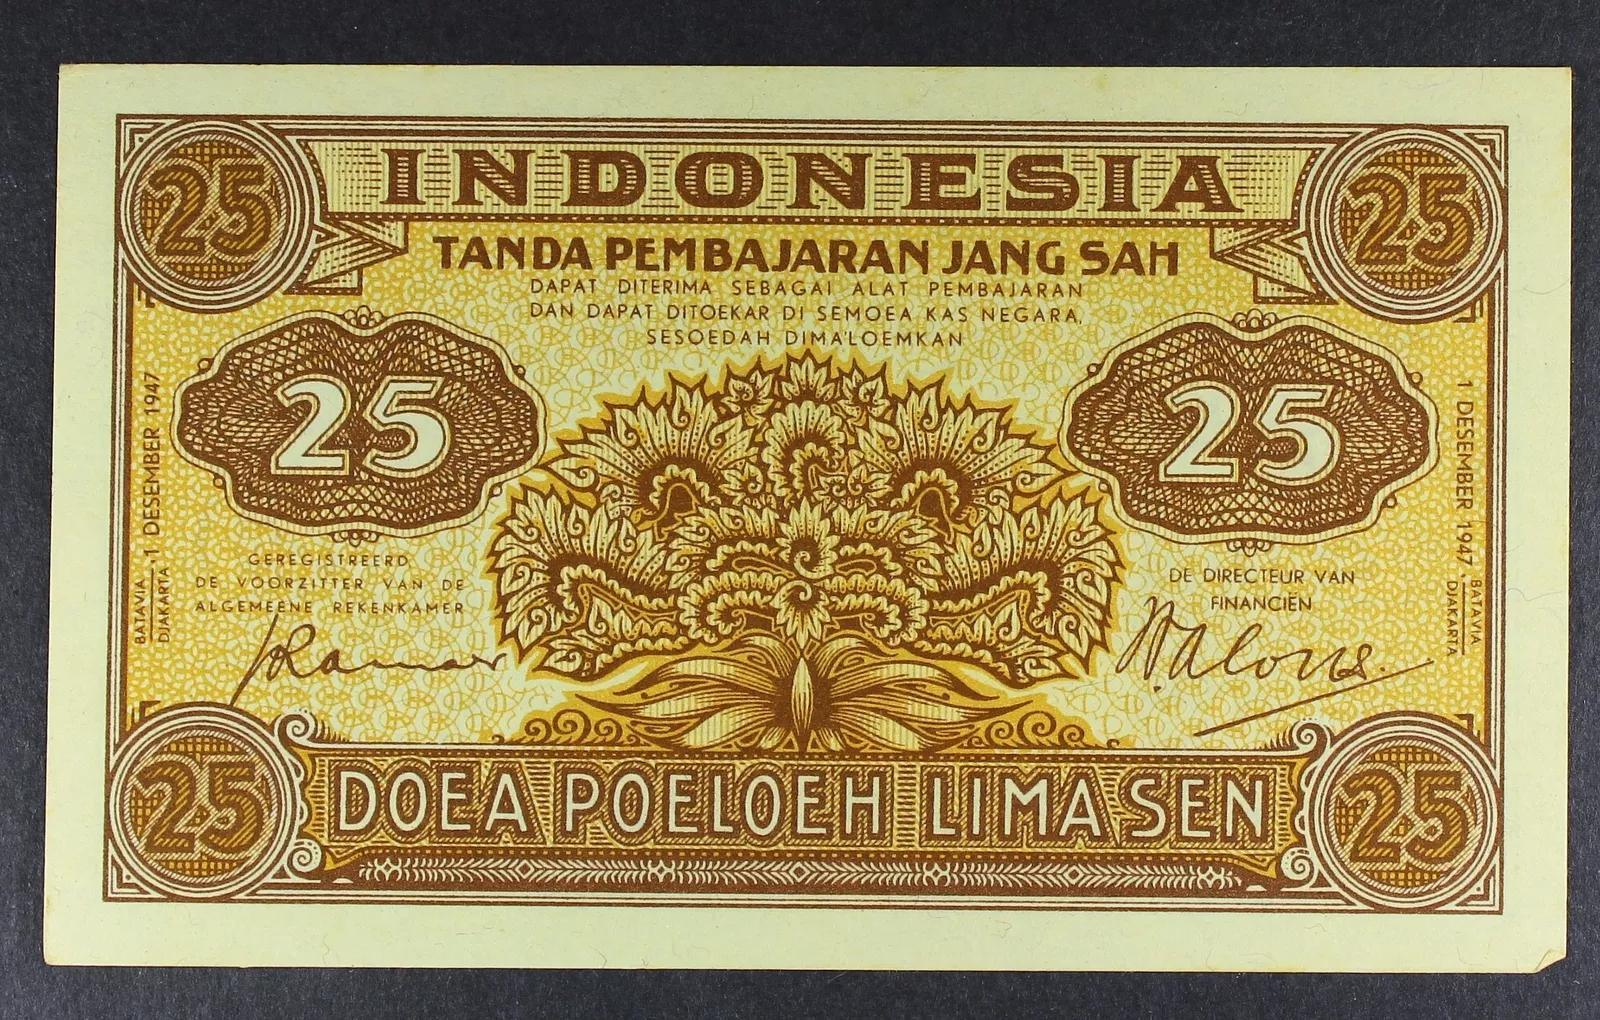 25
INDONESIA
25
TANDA PEMBAJARAN JANG SAH
DAPAT DITERIMA SEBAGAI ALAT PEMBAJARAN
DAN DAPAT DITOEKAR DI SEMOEA KAS NEGARA,
SESOEDAH DIMA'LOEMKAN
25
25
BATAVIA
DJAKARTA
1 DESEMBER 1947
1 DESEMBER 1947.
BATAVIA
DJAKARTA
GEREGISTREERD,
DE VOORZITTER VAN DE
ALGEMEENE REKENKAMER
DE DIRECTEUR VAN
FINANCIËN
25
DOEA POELOEH LIMA SEN
25